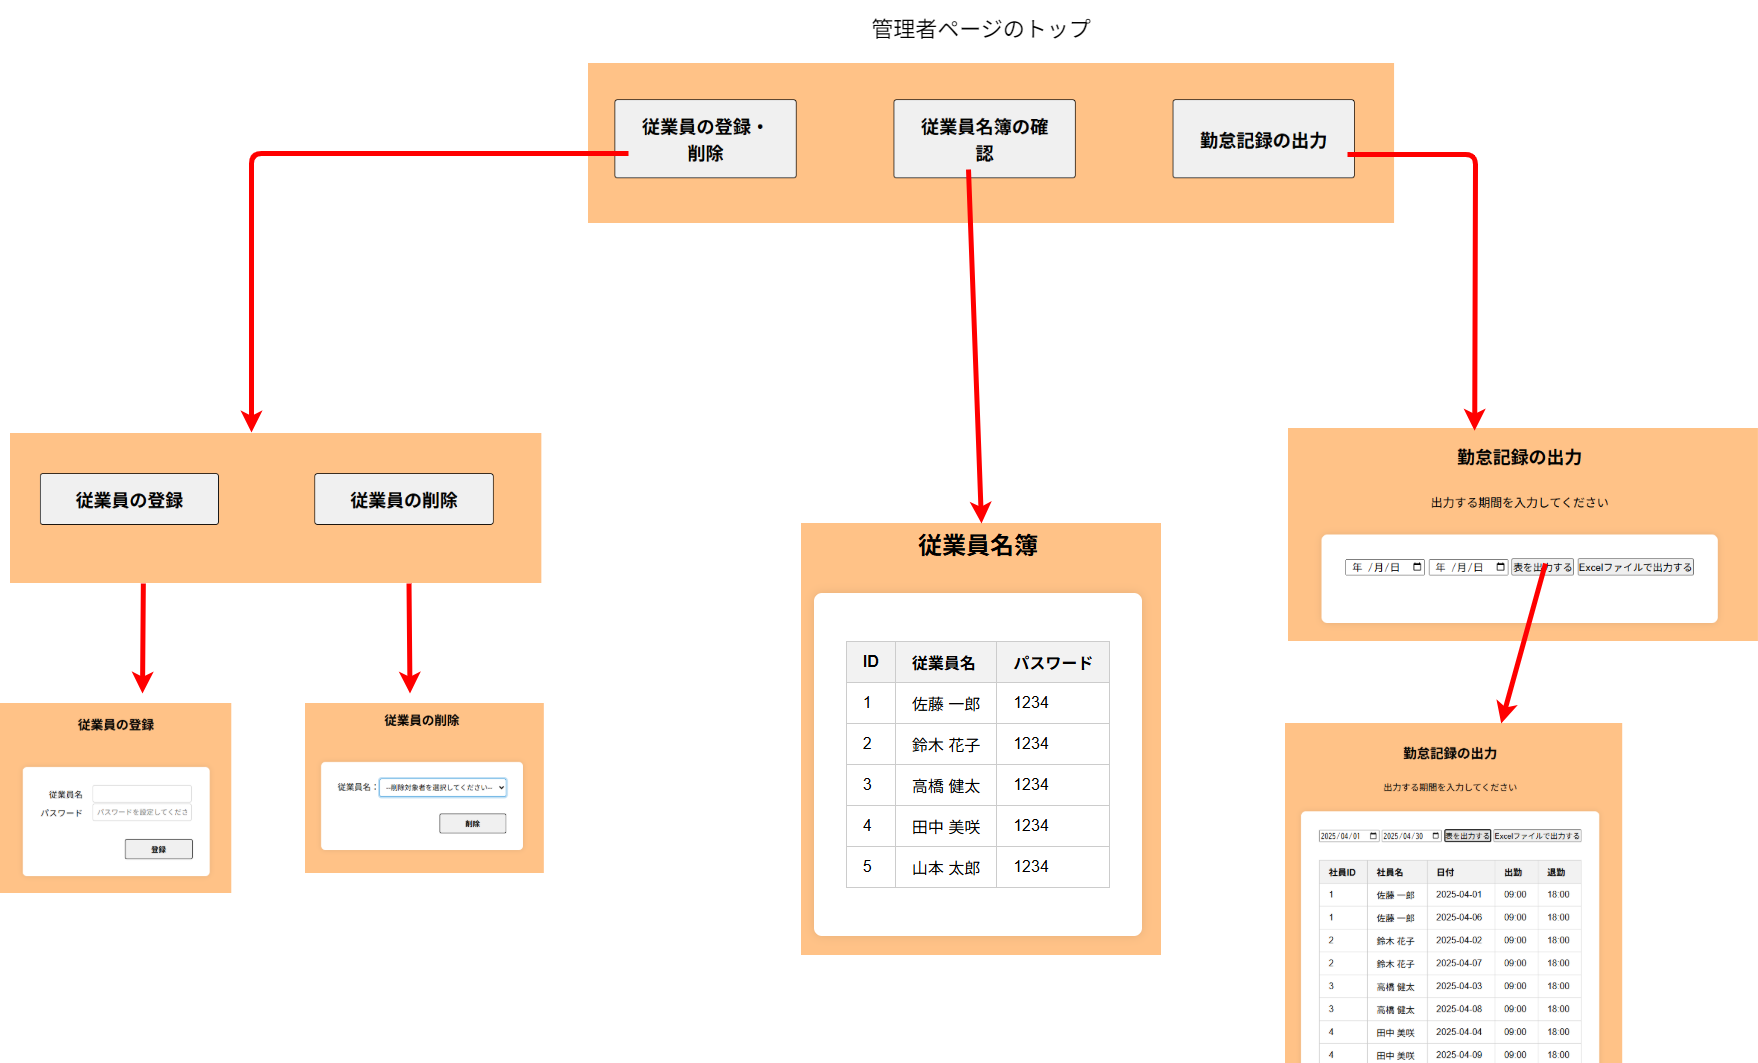 管理者ページのトップ
従業員の登録・
削除
従業員名簿の確
認
勤怠記録の出力
従業員の登録
従業員の削除
従業員の登録
従業員名
パスワード パスワードを設定してくださ
登録
従業員の削除
従業員名： --削除対象者を選択してください--
削除
従業員名簿
ID 従業員名 パスワード
1 佐藤 一郎 1234
2 鈴木 花子 1234
3 高橋 健太 1234
4 田中 美咲 1234
5 山本 太郎 1234
勤怠記録の出力
出力する期間を入力してください
年 /月/日 年 /月/日 表を出力する Excelファイルで出力する
勤怠記録の出力
出力する期間を入力してください
2025/04/01 2025/04/30 表を出力する Excelファイルで出力する
社員ID 社員名 日付 出勤 退勤
1 佐藤 一郎 2025-04-01 09:00 18:00
1 佐藤 一郎 2025-04-06 09:00 18:00
2 鈴木 花子 2025-04-02 09:00 18:00
2 鈴木 花子 2025-04-07 09:00 18:00
3 高橋 健太 2025-04-03 09:00 18:00
3 高橋 健太 2025-04-08 09:00 18:00
4 田中 美咲 2025-04-04 09:00 18:00
4 田中 美咲 2025-04-09 09:00 18:00